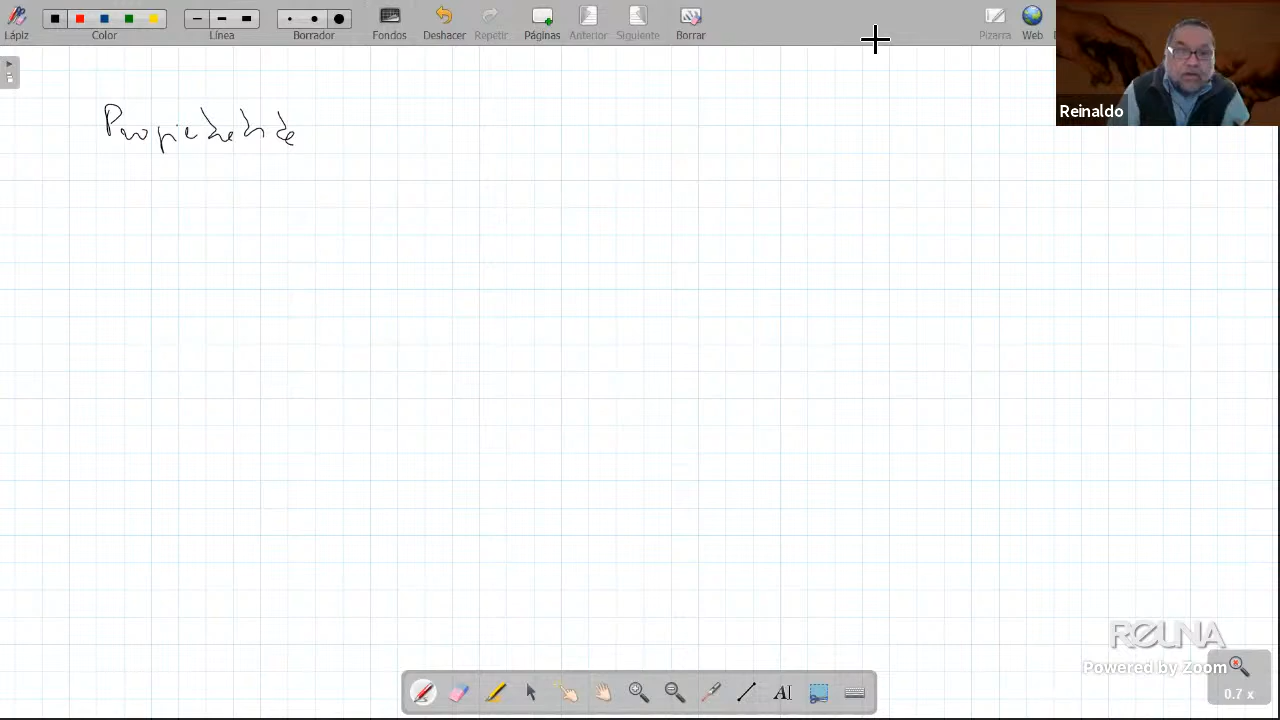 Lápiz
Color
Línea
Borrador
Fondos
Deshacer
Repetir
Páginas
Anterior
Siguiente
Borrar
Pizarra
Web
Reinaldo
Propiedade
REUNA
Powered by Zoom
0.7 x